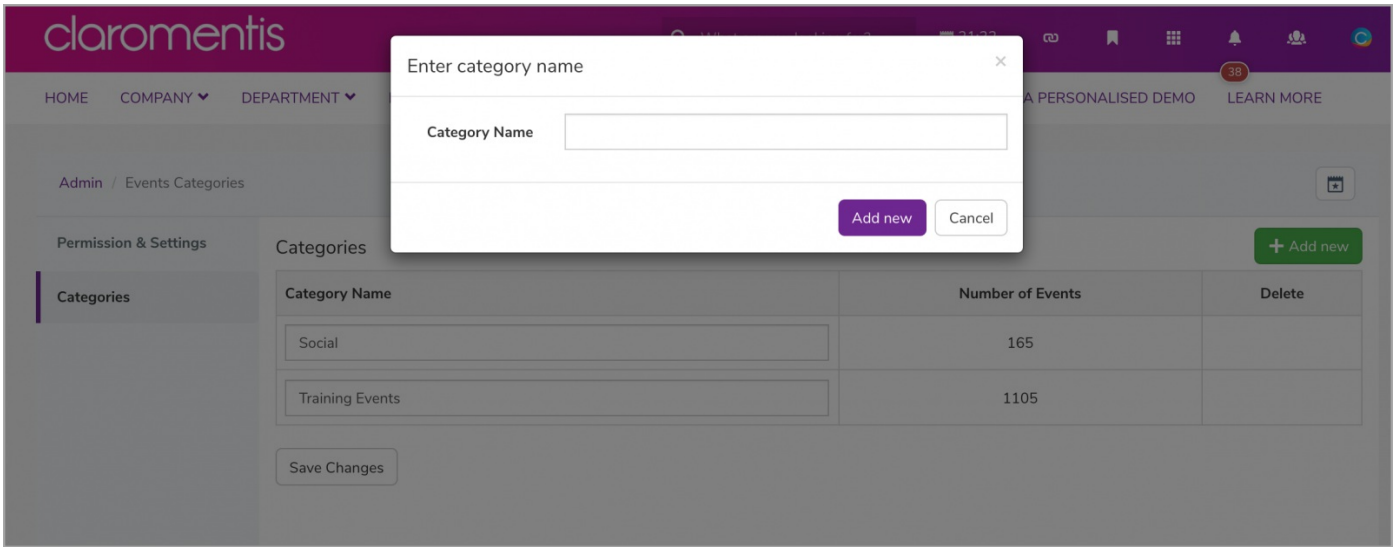 claromentis
21:33
38
HOME COMPANY DEPARTMENT A PERSONALISED DEMO LEARN MORE
Enter category name ×
Category Name
Add new Cancel
Admin / Events Categories
Permission & Settings
Categories
Categories
+ Add new
Category Name Number of Events Delete
Social 165
Training Events 1105
Save Changes